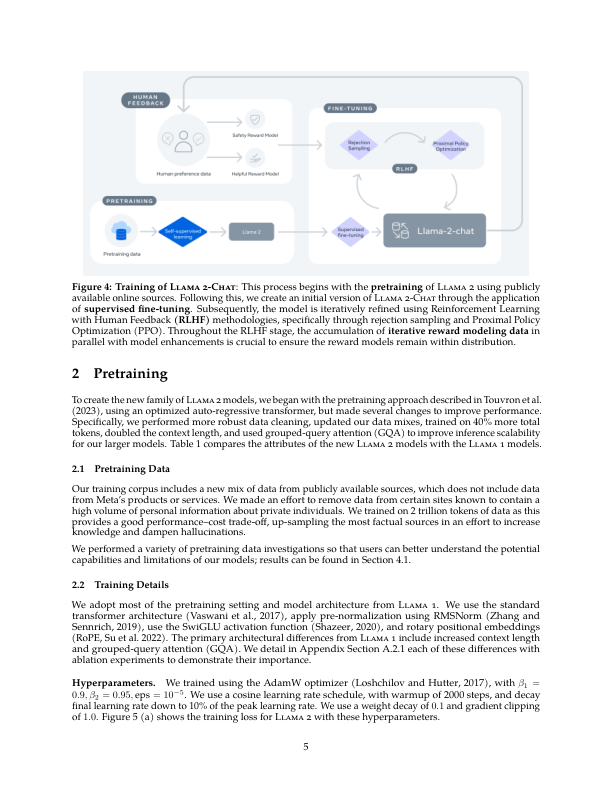 HUMAN
FEEDBACK
Safety Reward Model
Human preference data
Helpful Reward Model
FINE-TUNING
Rejection
Sampling
Proximal Policy
Optimization
RLHF
PRETRAINING
Pretraining data
Self-supervised
learning
Llama 2
Supervised
fine-tuning
Llama-2-chat
Figure 4: Training of Llama 2-Chat: This process begins with the pretraining of Llama 2 using publicly
available online sources. Following this, we create an initial version of Llama 2-Chat through the application
of supervised fine-tuning. Subsequently, the model is iteratively refined using Reinforcement Learning
with Human Feedback (RLHF) methodologies, specifically through rejection sampling and Proximal Policy
Optimization (PPO). Throughout the RLHF stage, the accumulation of iterative reward modeling data in
parallel with model enhancements is crucial to ensure the reward models remain within distribution.
2 Pretraining
To create the new family of Llama 2 models, we began with the pretraining approach described in Touvron et al.
(2023), using an optimized auto-regressive transformer, but made several changes to improve performance.
Specifically, we performed more robust data cleaning, updated our data mixes, trained on 40% more total
tokens, doubled the context length, and used grouped-query attention (GQA) to improve inference scalability
for our larger models. Table 1 compares the attributes of the new Llama 2 models with the Llama 1 models.
2.1 Pretraining Data
Our training corpus includes a new mix of data from publicly available sources, which does not include data
from Meta's products or services. We made an effort to remove data from certain sites known to contain a
high volume of personal information about private individuals. We trained on 2 trillion tokens of data as this
provides a good performance–cost trade-off, up-sampling the most factual sources in an effort to increase
knowledge and dampen hallucinations.
We performed a variety of pretraining data investigations so that users can better understand the potential
capabilities and limitations of our models; results can be found in Section 4.1.
2.2 Training Details
We adopt most of the pretraining setting and model architecture from Llama 1. We use the standard
transformer architecture (Vaswani et al., 2017), apply pre-normalization using RMSNorm (Zhang and
Sennrich, 2019), use the SwiGLU activation function (Shazeer, 2020), and rotary positional embeddings
(RoPE, Su et al. 2022). The primary architectural differences from Llama 1 include increased context length
and grouped-query attention (GQA). We detail in Appendix Section A.2.1 each of these differences with
ablation experiments to demonstrate their importance.
Hyperparameters. We trained using the AdamW optimizer (Loshchilov and Hutter, 2017), with β₁ =
0.9, β₂ = 0.95, eps = 10⁻⁵. We use a cosine learning rate schedule, with warmup of 2000 steps, and decay
final learning rate down to 10% of the peak learning rate. We use a weight decay of 0.1 and gradient clipping
of 1.0. Figure 5 (a) shows the training loss for Llama 2 with these hyperparameters.
5